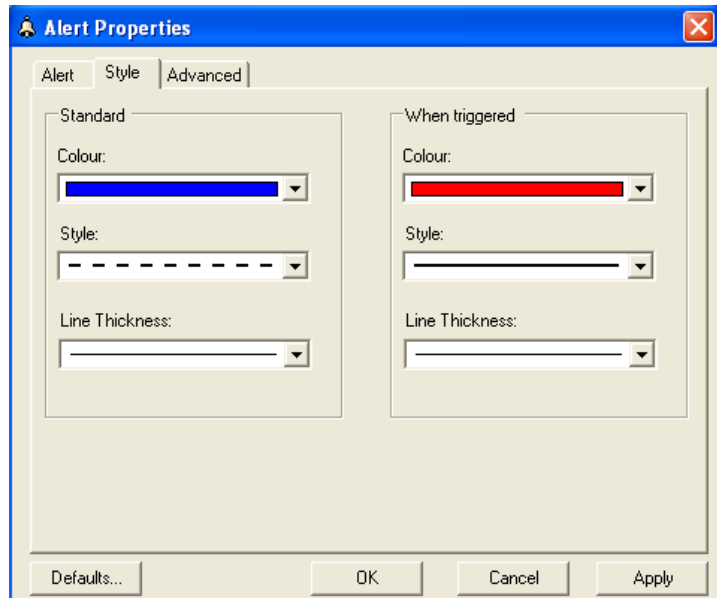 Alert Properties
Alert Style Advanced
Standard
Colour:
Style:
Line Thickness:
When triggered
Colour:
Style:
Line Thickness:
Defaults... OK Cancel Apply